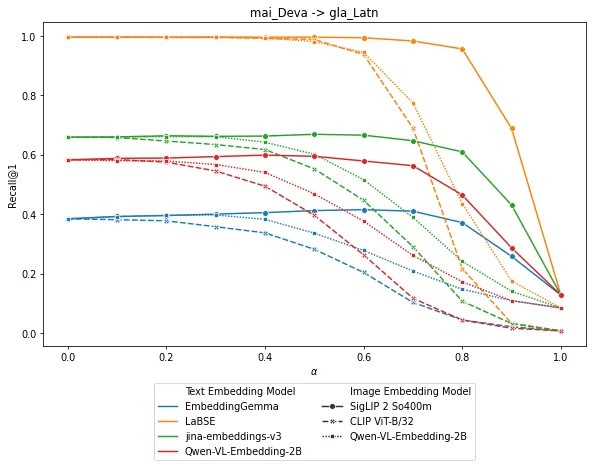 mai_Deva -> gla_Latn
1.0
0.8
0.6
0.4
0.2
0.0
Recall@1
0.0 0.2 0.4 0.6 0.8 1.0
α
Text Embedding Model Image Embedding Model
EmbeddingGemma SigLIP 2 So400m
LaBSE CLIP ViT-B/32
jina-embeddings-v3 Qwen-VL-Embedding-2B
Qwen-VL-Embedding-2B